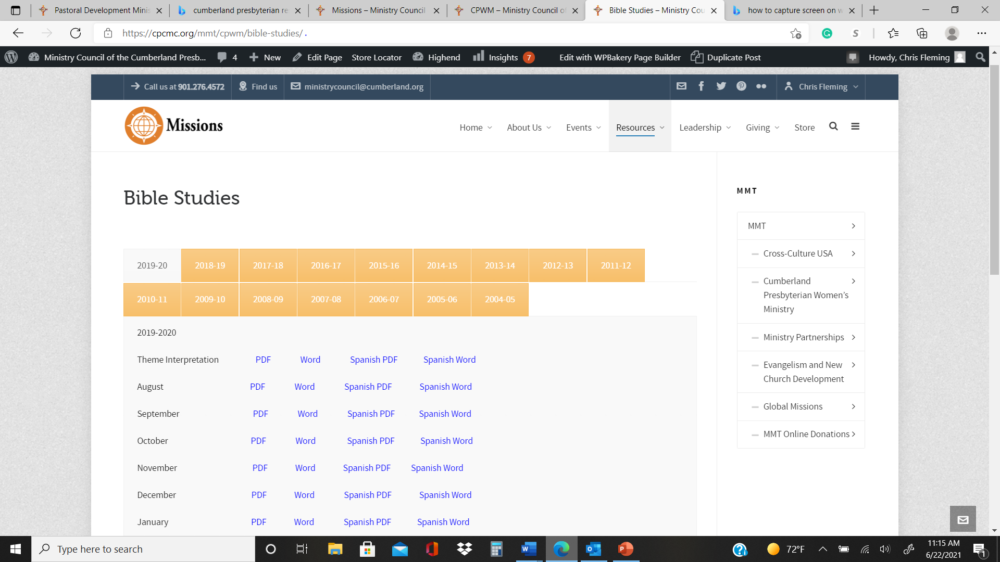 Pastoral Development Minis
cumberland presbyterian re
Missions – Ministry Council
CPWM – Ministry Council of
Bible Studies – Ministry Cou
how to capture screen on w
https://cpcmc.org/mmt/cpwm/bible-studies/ .
Ministry Council of the Cumberland Presb... 4 New Edit Page Store Locator Highend Insights 7 Edit with WPBakery Page Builder Duplicate Post Howdy, Chris Fleming
Call us at 901.276.4572 Find us ministrycouncil@cumberland.org Chris Fleming
Missions
Home About Us Events Resources Leadership Giving Store
Bible Studies
2019-20 2018-19 2017-18 2016-17 2015-16 2014-15 2013-14 2012-13 2011-12
2010-11 2009-10 2008-09 2007-08 2006-07 2005-06 2004-05
2019-2020
Theme Interpretation PDF Word Spanish PDF Spanish Word
August PDF Word Spanish PDF Spanish Word
September PDF Word Spanish PDF Spanish Word
October PDF Word Spanish PDF Spanish Word
November PDF Word Spanish PDF Spanish Word
December PDF Word Spanish PDF Spanish Word
January PDF Word Spanish PDF Spanish Word
MMT
MMT
Cross-Culture USA
Cumberland
Presbyterian Women’s
Ministry
Ministry Partnerships
Evangelism and New
Church Development
Global Missions
MMT Online Donations
Type here to search
72°F
11:15 AM
6/22/2021
1